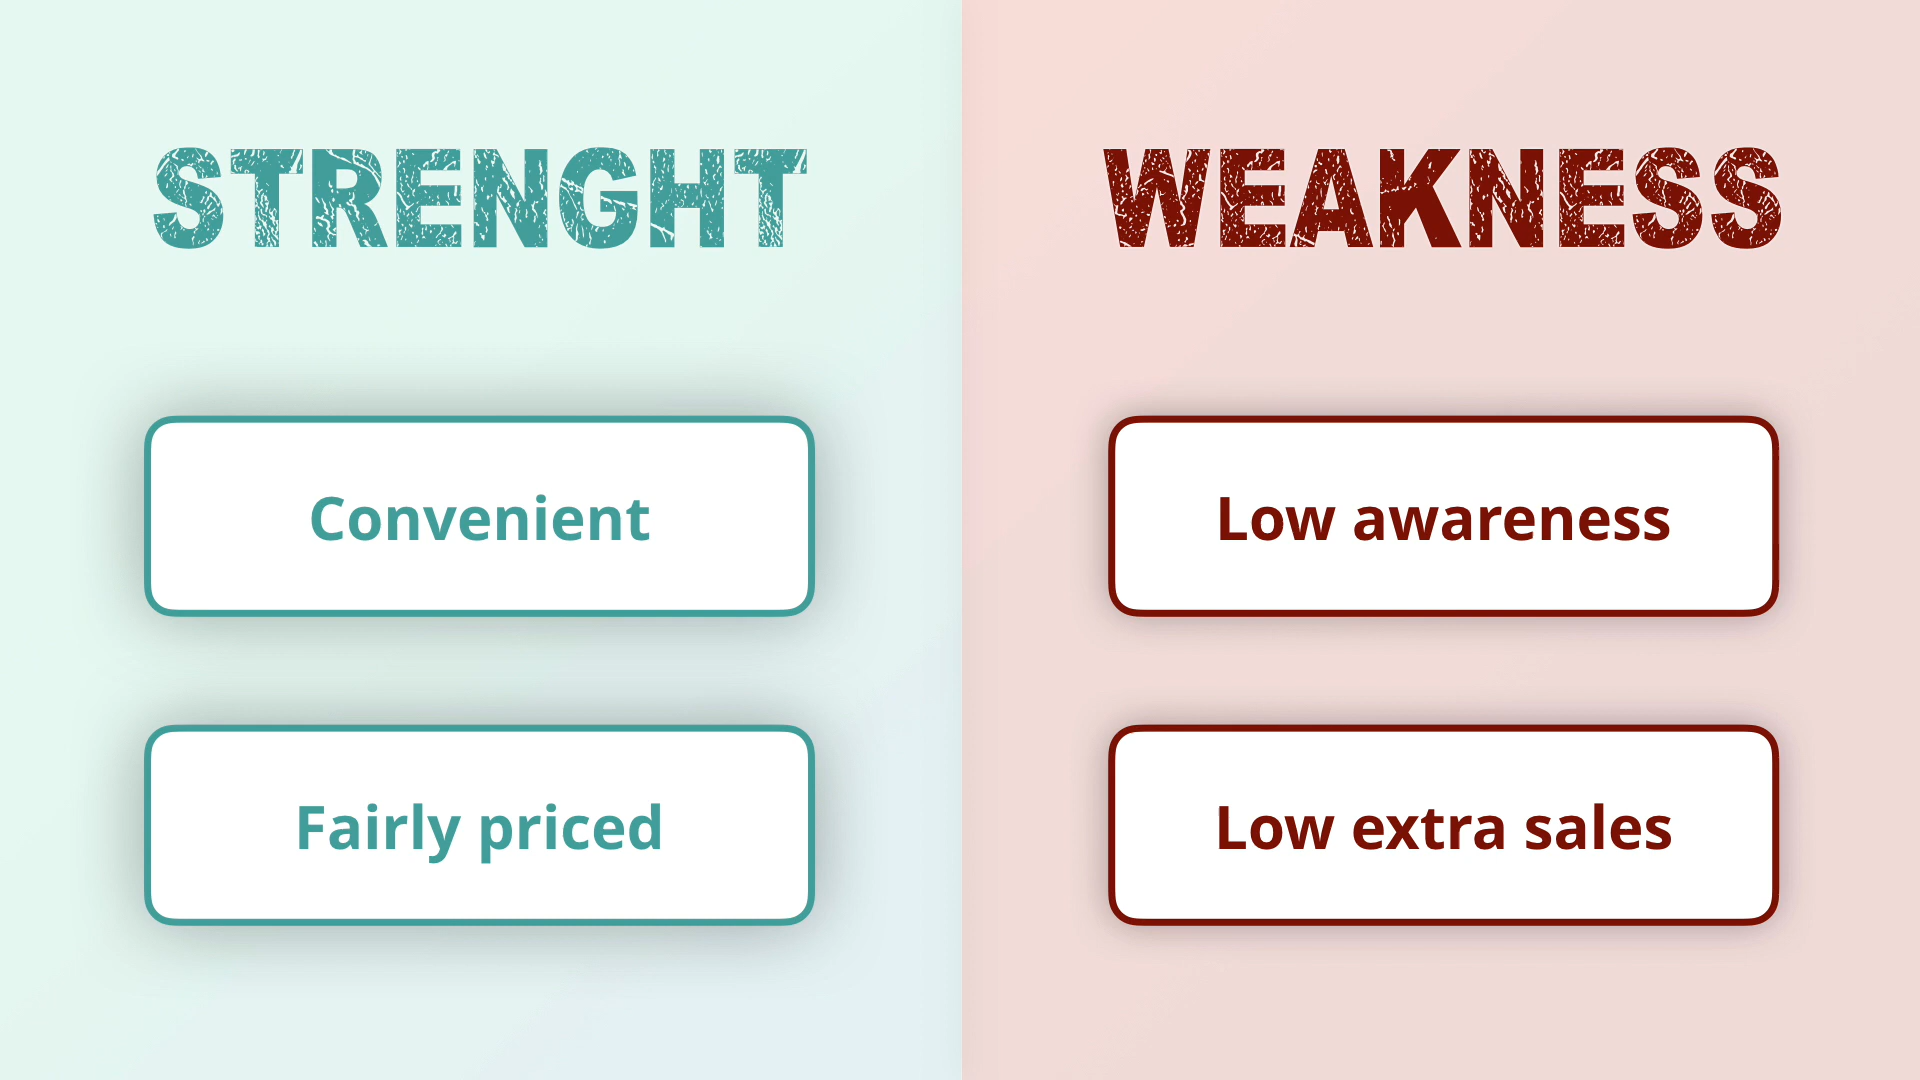 STRENGHT
Convenient
Fairly priced
WEAKNESS
Low awareness
Low extra sales